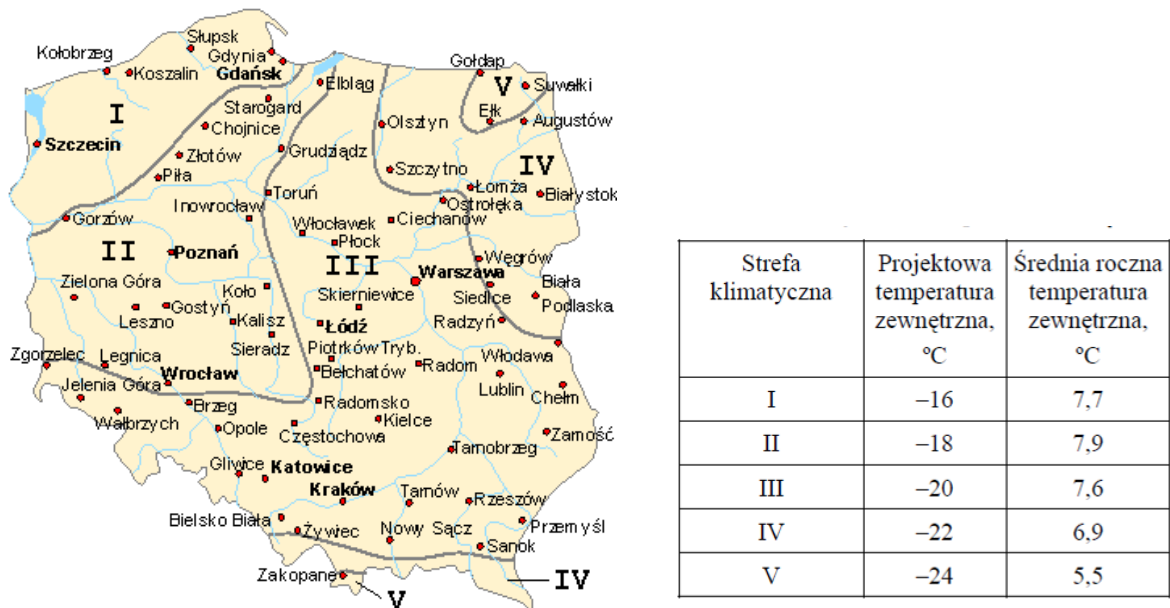 Słupsk
Kołobrzeg
Gdynia
Koszalin
Gdańsk
Gołdap
V
Elbląg
Suwałki
I
Starogard
Ełk
Chojnice
Olsztyn
Augustów
Szczecin
Złotów
Grudziądz
IV
Piła
Szczytno
Toruń
Łomża
Białystok
Inowrocław
Ostrołęka
Gorzów
Włocławek
Ciechanów
II
Poznań
Płock
III
Węgrów
Warszawa
Zielona Góra
Koło
Skierniewice
Siedlce
Biała
Podlaska
Gostyń
Leszno
Kalisz
Łódź
Radzyń
Sieradz
Zgorzelec
Legnica
Piotrków Tryb.
Włodawa
Wrocław
Bełchatów
Radom
Jelenia Góra
Lublin
Chełm
Brzeg
Radomsko
Wałbrzych
Kielce
Opole
Częstochowa
Zamość
Tarnobrzeg
Gliwice
Katowice
Kraków
Tarnów
Rzeszów
Bielsko Biała
Przemyśl
Żywiec
Nowy Sącz
Sanok
Zakopane
IV
V
Strefa klimatyczna Projektowa temperatura zewnętrzna, ºC Średnia roczna temperatura zewnętrzna, ºC
I –16 7,7
II –18 7,9
III –20 7,6
IV –22 6,9
V –24 5,5